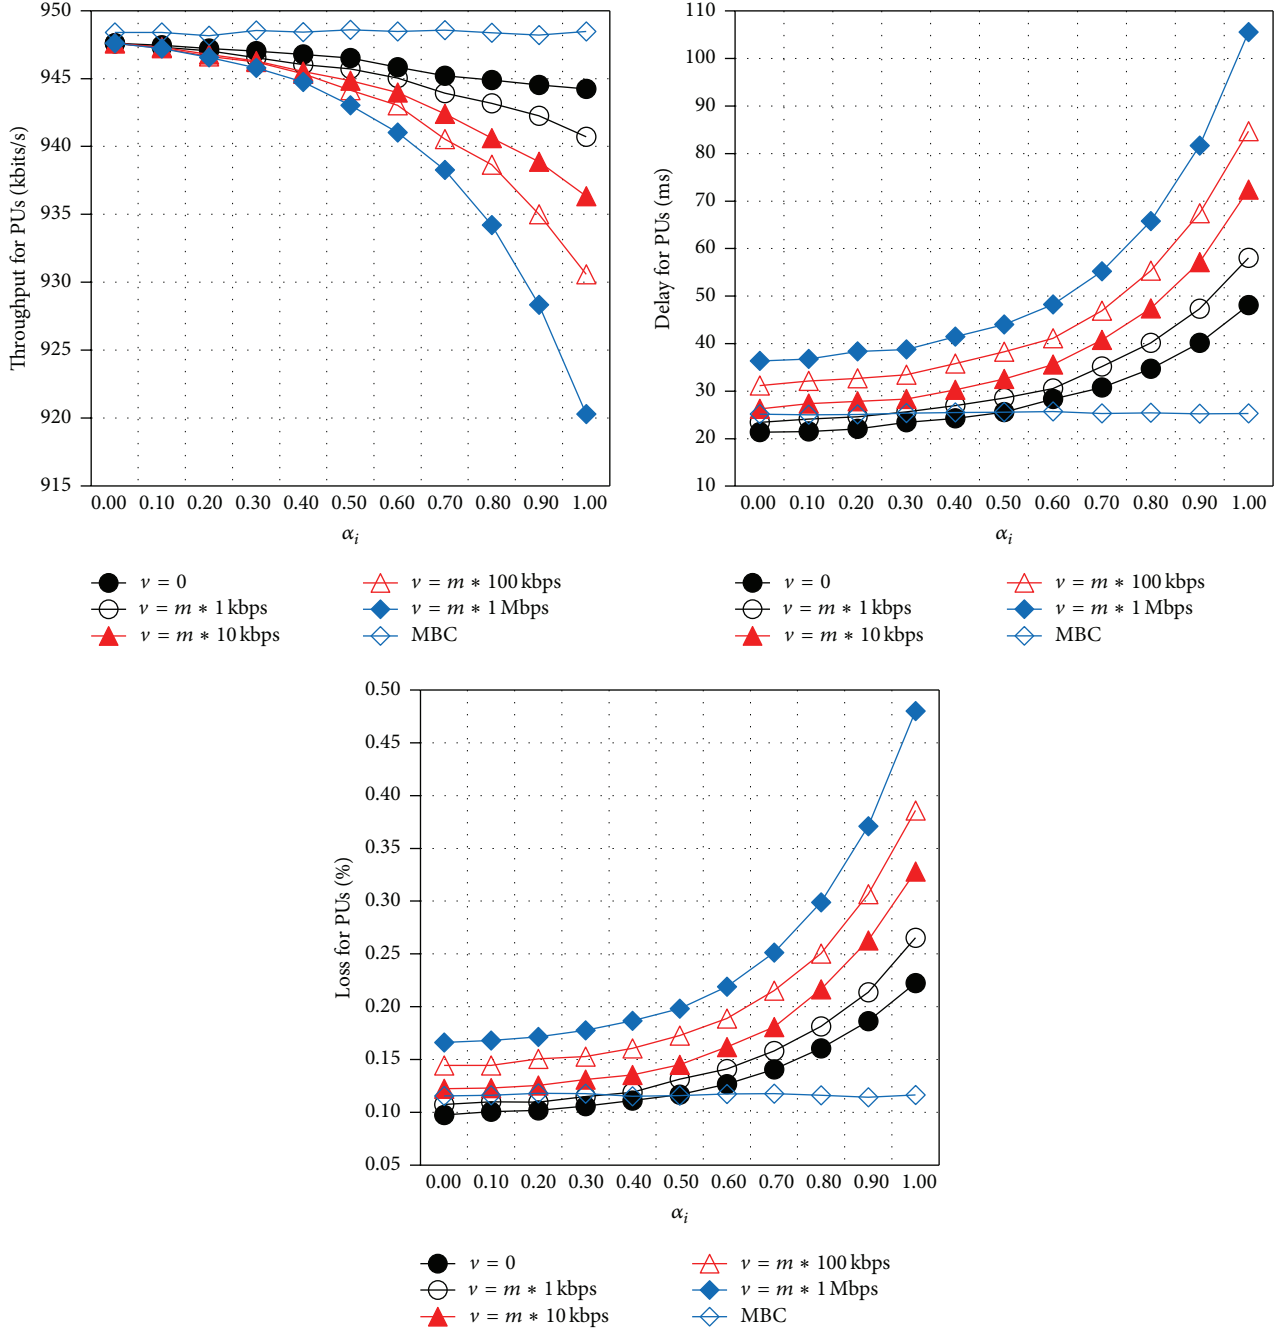 Throughput for PUs (kbits/s)
950
945
940
935
930
925
920
915
0.00 0.10 0.20 0.30 0.40 0.50 0.60 0.70 0.80 0.90 1.00
αi
ν = 0
ν = m ∗ 1 kbps
ν = m ∗ 10 kbps
ν = m ∗ 100 kbps
ν = m ∗ 1 Mbps
MBC
Delay for PUs (ms)
110
100
90
80
70
60
50
40
30
20
10
0.00 0.10 0.20 0.30 0.40 0.50 0.60 0.70 0.80 0.90 1.00
αi
ν = 0
ν = m ∗ 1 kbps
ν = m ∗ 10 kbps
ν = m ∗ 100 kbps
ν = m ∗ 1 Mbps
MBC
Loss for PUs (%)
0.50
0.45
0.40
0.35
0.30
0.25
0.20
0.15
0.10
0.05
0.00 0.10 0.20 0.30 0.40 0.50 0.60 0.70 0.80 0.90 1.00
αi
ν = 0
ν = m ∗ 1 kbps
ν = m ∗ 10 kbps
ν = m ∗ 100 kbps
ν = m ∗ 1 Mbps
MBC